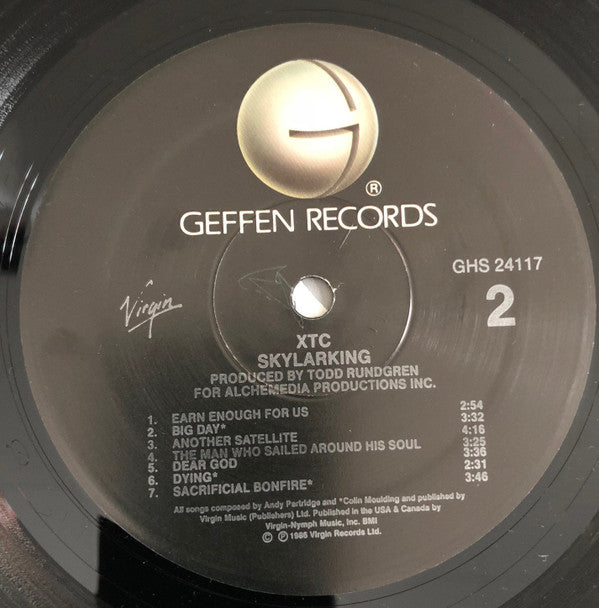 ®
GEFFEN RECORDS
GHS 24117
Virgin
2
XTC
SKYLARKING
PRODUCED BY TODD RUNDGREN
FOR ALCHEMEDIA PRODUCTIONS INC.
1. EARN ENOUGH FOR US 2:54
2. BIG DAY* 3:32
3. ANOTHER SATELLITE 4:16
4. THE MAN WHO SAILED AROUND HIS SOUL 3:25
5. DEAR GOD 3:36
6. DYING* 2:31
7. SACRIFICIAL BONFIRE* 3:46
All songs composed by Andy Partridge and *Colin Moulding and published by
Virgin Music (Publishers) Ltd. Published in the USA & Canada by
Virgin-Nymph Music, Inc. BMI
© ℗ 1986 Virgin Records Ltd.